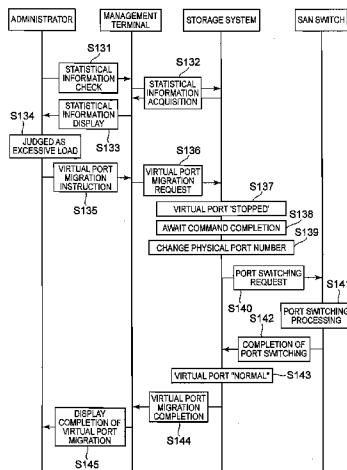 ADMINISTRATOR
MANAGEMENT
TERMINAL
STORAGE SYSTEM
SAN SWITCH
S131
STATISTICAL
INFORMATION
CHECK
S132
STATISTICAL
INFORMATION
ACQUISITION
S134
STATISTICAL
INFORMATION
DISPLAY
S133
JUDGED AS
EXCESSIVE LOAD
S136
VIRTUAL PORT
MIGRATION
INSTRUCTION
S135
VIRTUAL PORT
MIGRATION
REQUEST
S137
VIRTUAL PORT "STOPPED"
S138
AWAIT COMMAND COMPLETION
S139
CHANGE PHYSICAL PORT NUMBER
PORT SWITCHING
REQUEST
S140
S141
PORT SWITCHING
PROCESSING
S142
COMPLETION OF
PORT SWITCHING
VIRTUAL PORT "NORMAL"
S143
VIRTUAL PORT
MIGRATION
COMPLETION
S144
DISPLAY
COMPLETION OF
VIRTUAL PORT
MIGRATION
S145